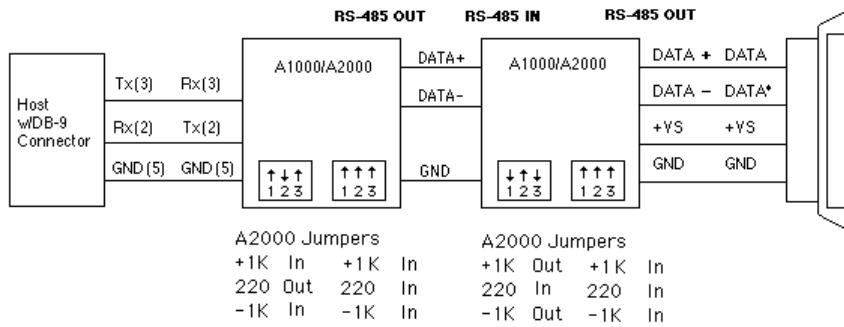 RS-485 OUT RS-485 IN RS-485 OUT
A1000/A2000 DATA+ A1000/A2000 DATA + DATA
Tx(3) Rx(3) DATA- DATA - DATA*
Host
w/DB-9
Connector
Rx(2) Tx(2) +VS +VS
GND(5) GND(5) GND GND GND
↑↓↑ ↑↑↑ ↓↑↓ ↑↑↑
1 2 3 1 2 3 1 2 3 1 2 3
A2000 Jumpers A2000 Jumpers
+1K In +1K In +1K Out +1K In
220 Out 220 In 220 In 220 In
-1K In -1K In -1K Out -1K In